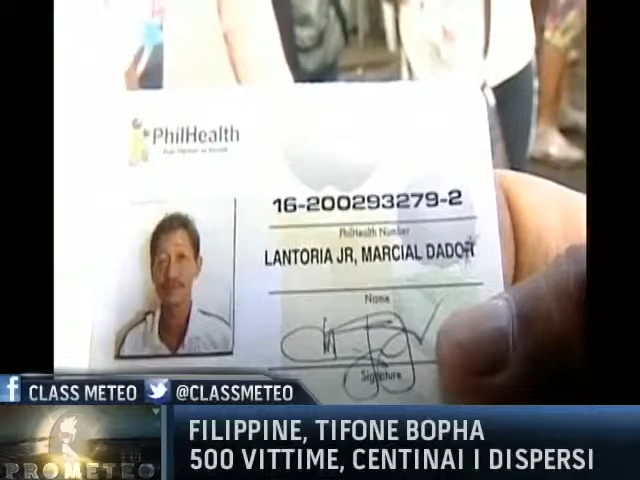 PhilHealth
16-200293279-2
PhilHealth Number
LANTORIA JR, MARCIAL DADOR
Name
Signature
CLASS METEO @CLASSMETEO
PROMETEO
FILIPPINE, TIFONE BOPHA
500 VITTIME, CENTINAI I DISPERSI